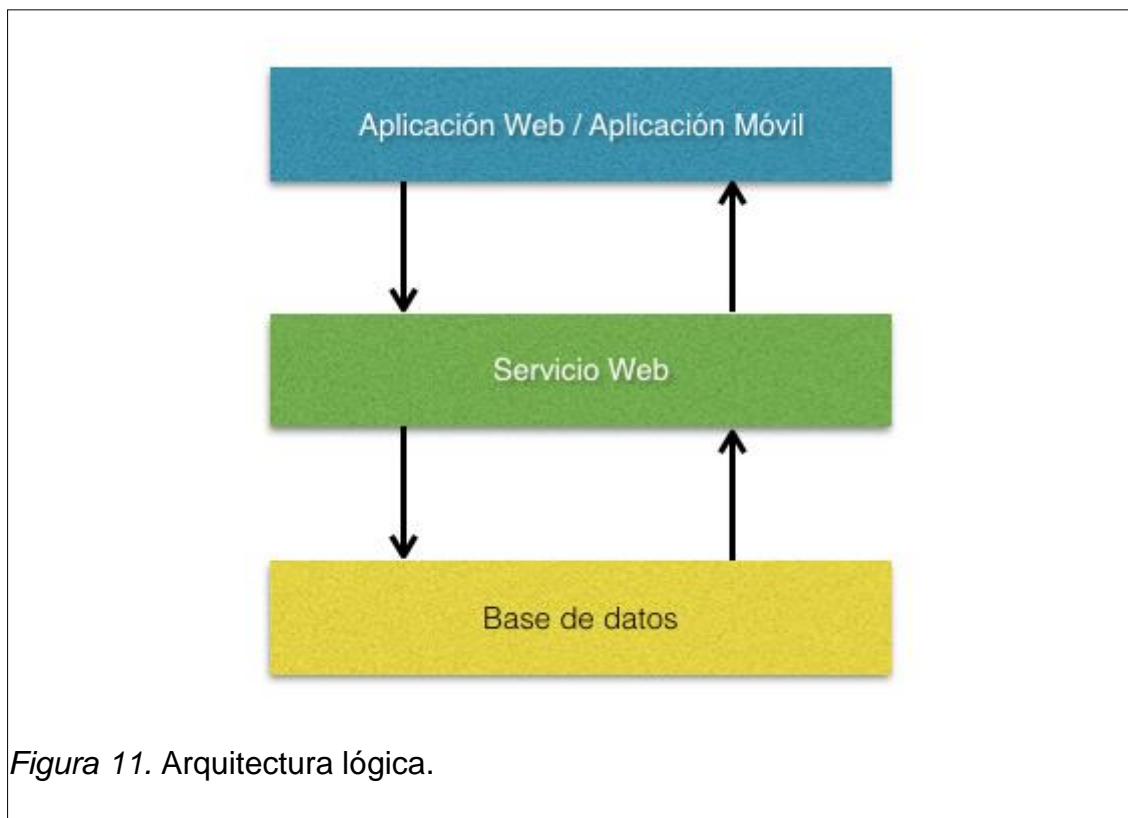 Aplicación Web / Aplicación Móvil
Servicio Web
Base de datos
Figura 11. Arquitectura lógica.